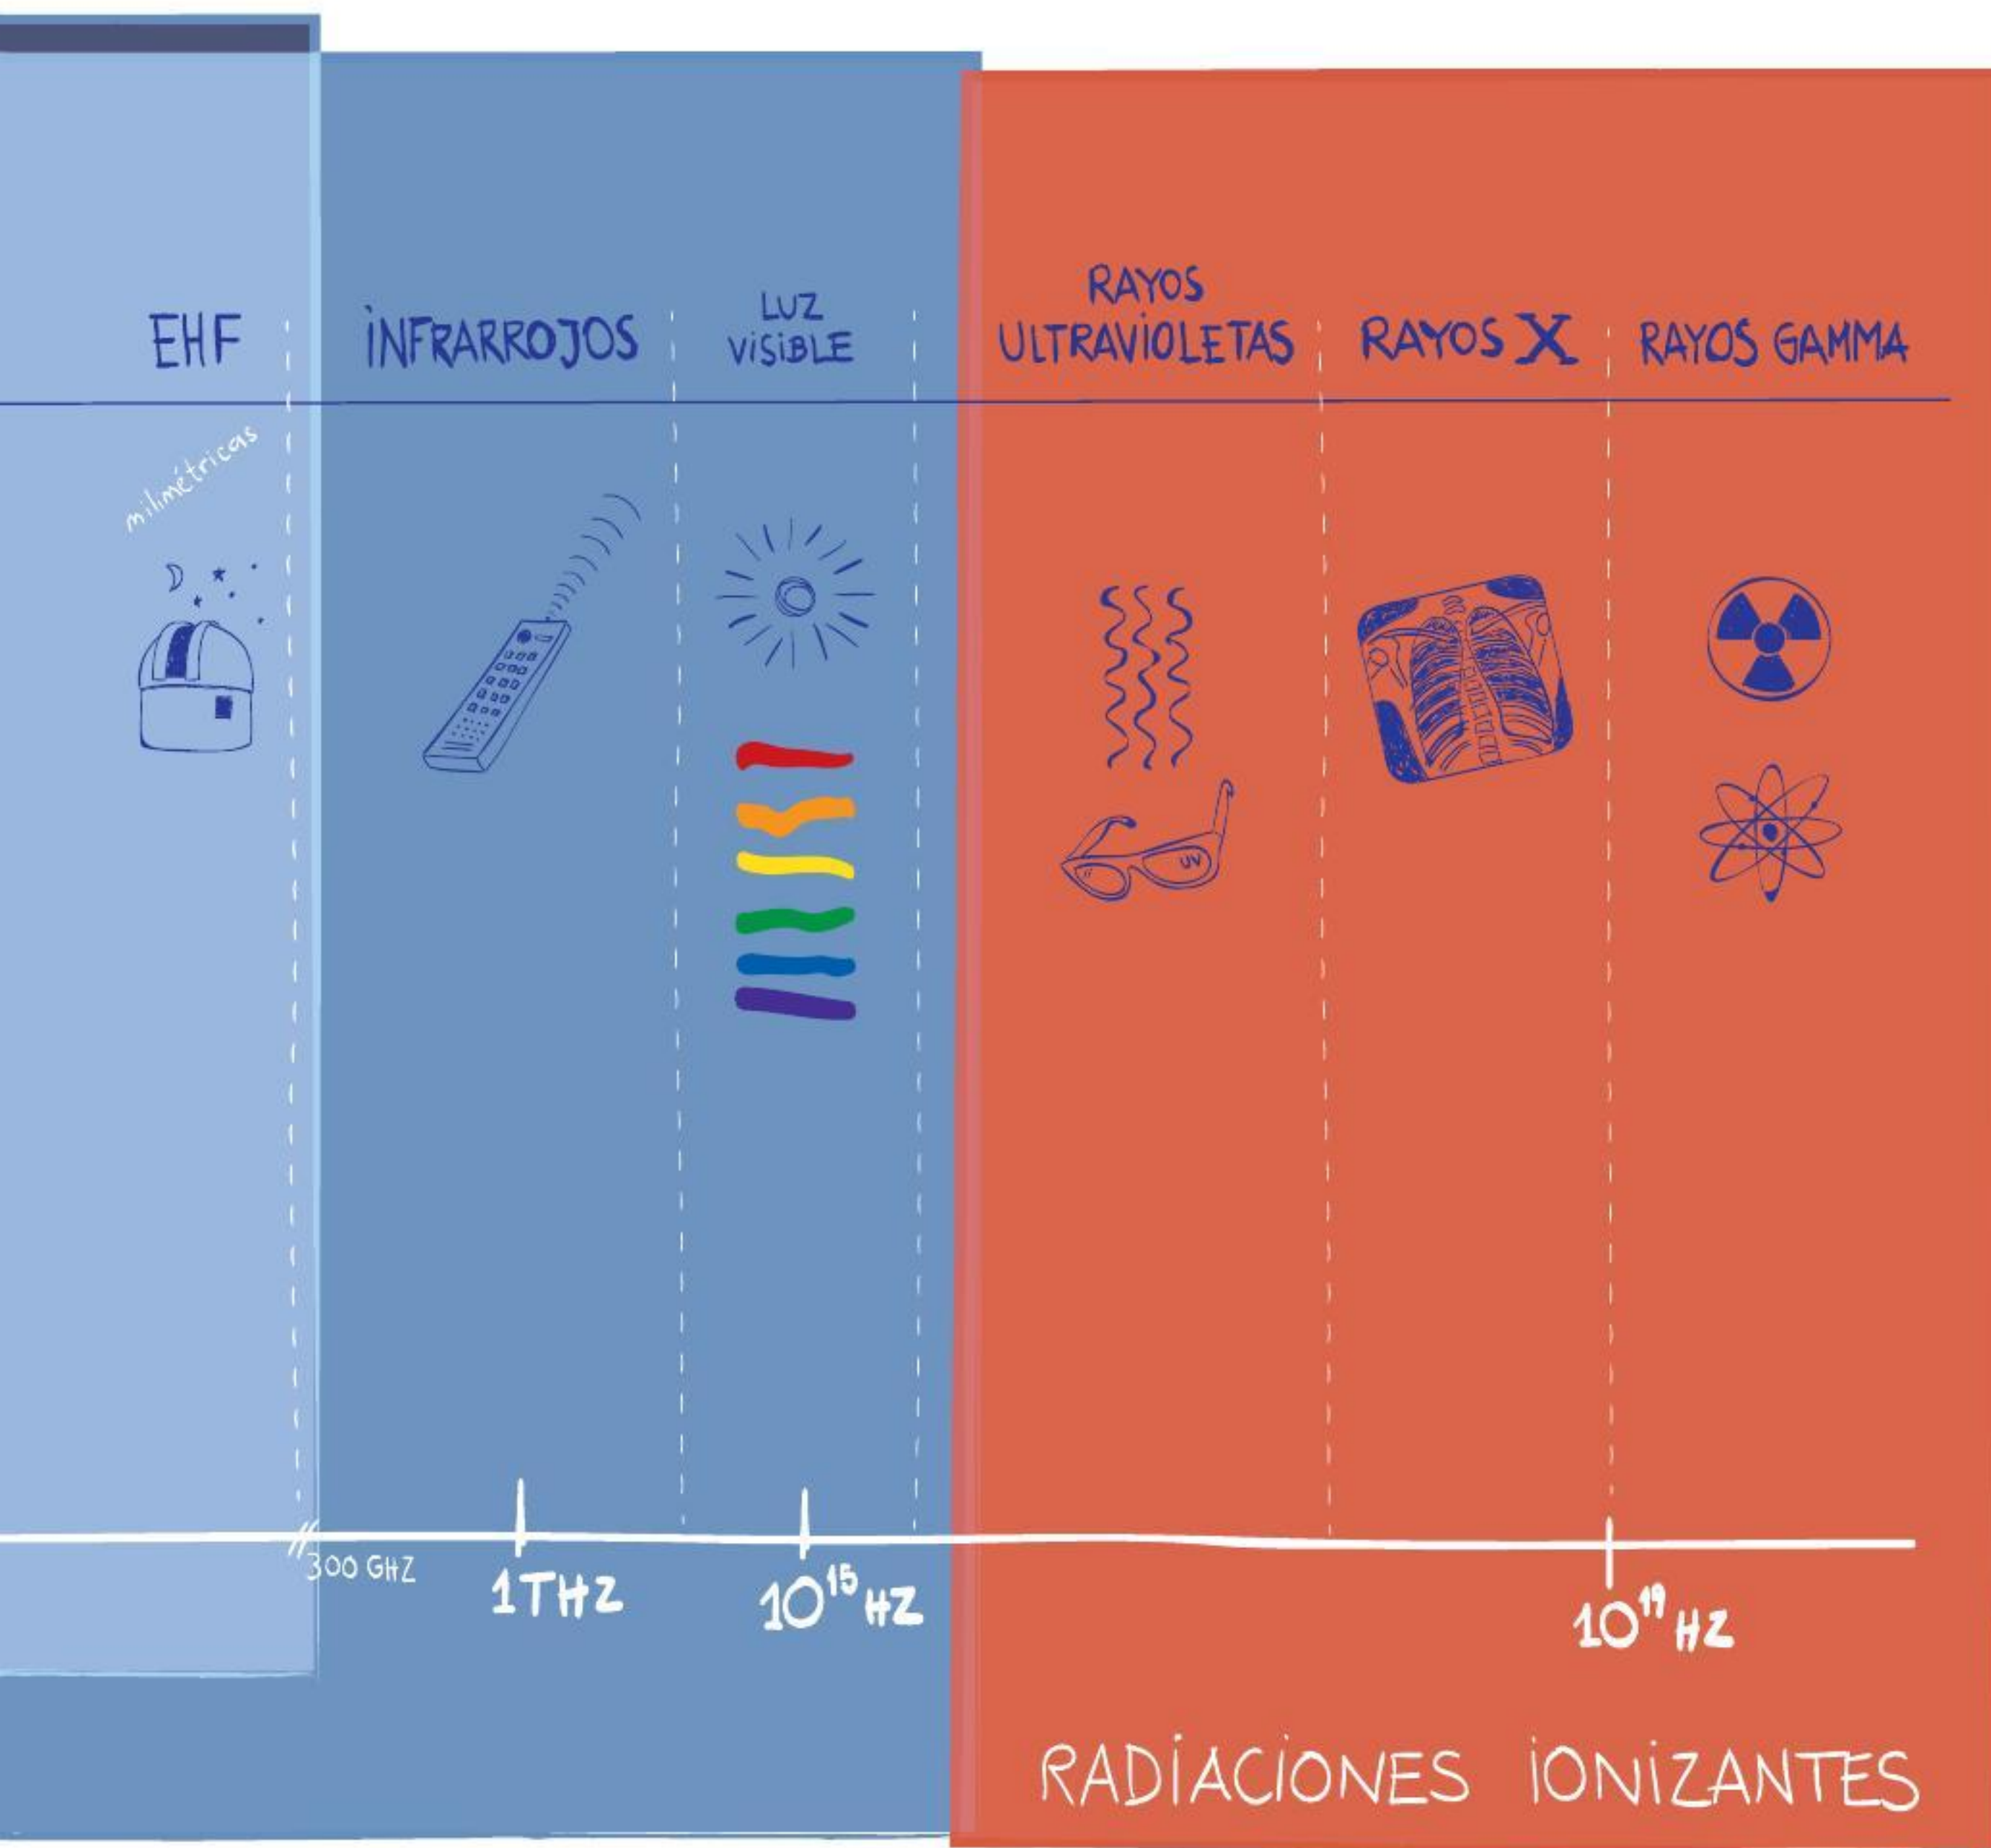 EHF
INFRARROJOS
LUZ
VISIBLE
RAYOS
ULTRAVIOLETAS
RAYOS X
RAYOS GAMMA
milimétricas
UV
300 GHZ
1THZ
10¹⁵ HZ
10¹⁹ HZ
RADIACIONES IONIZANTES